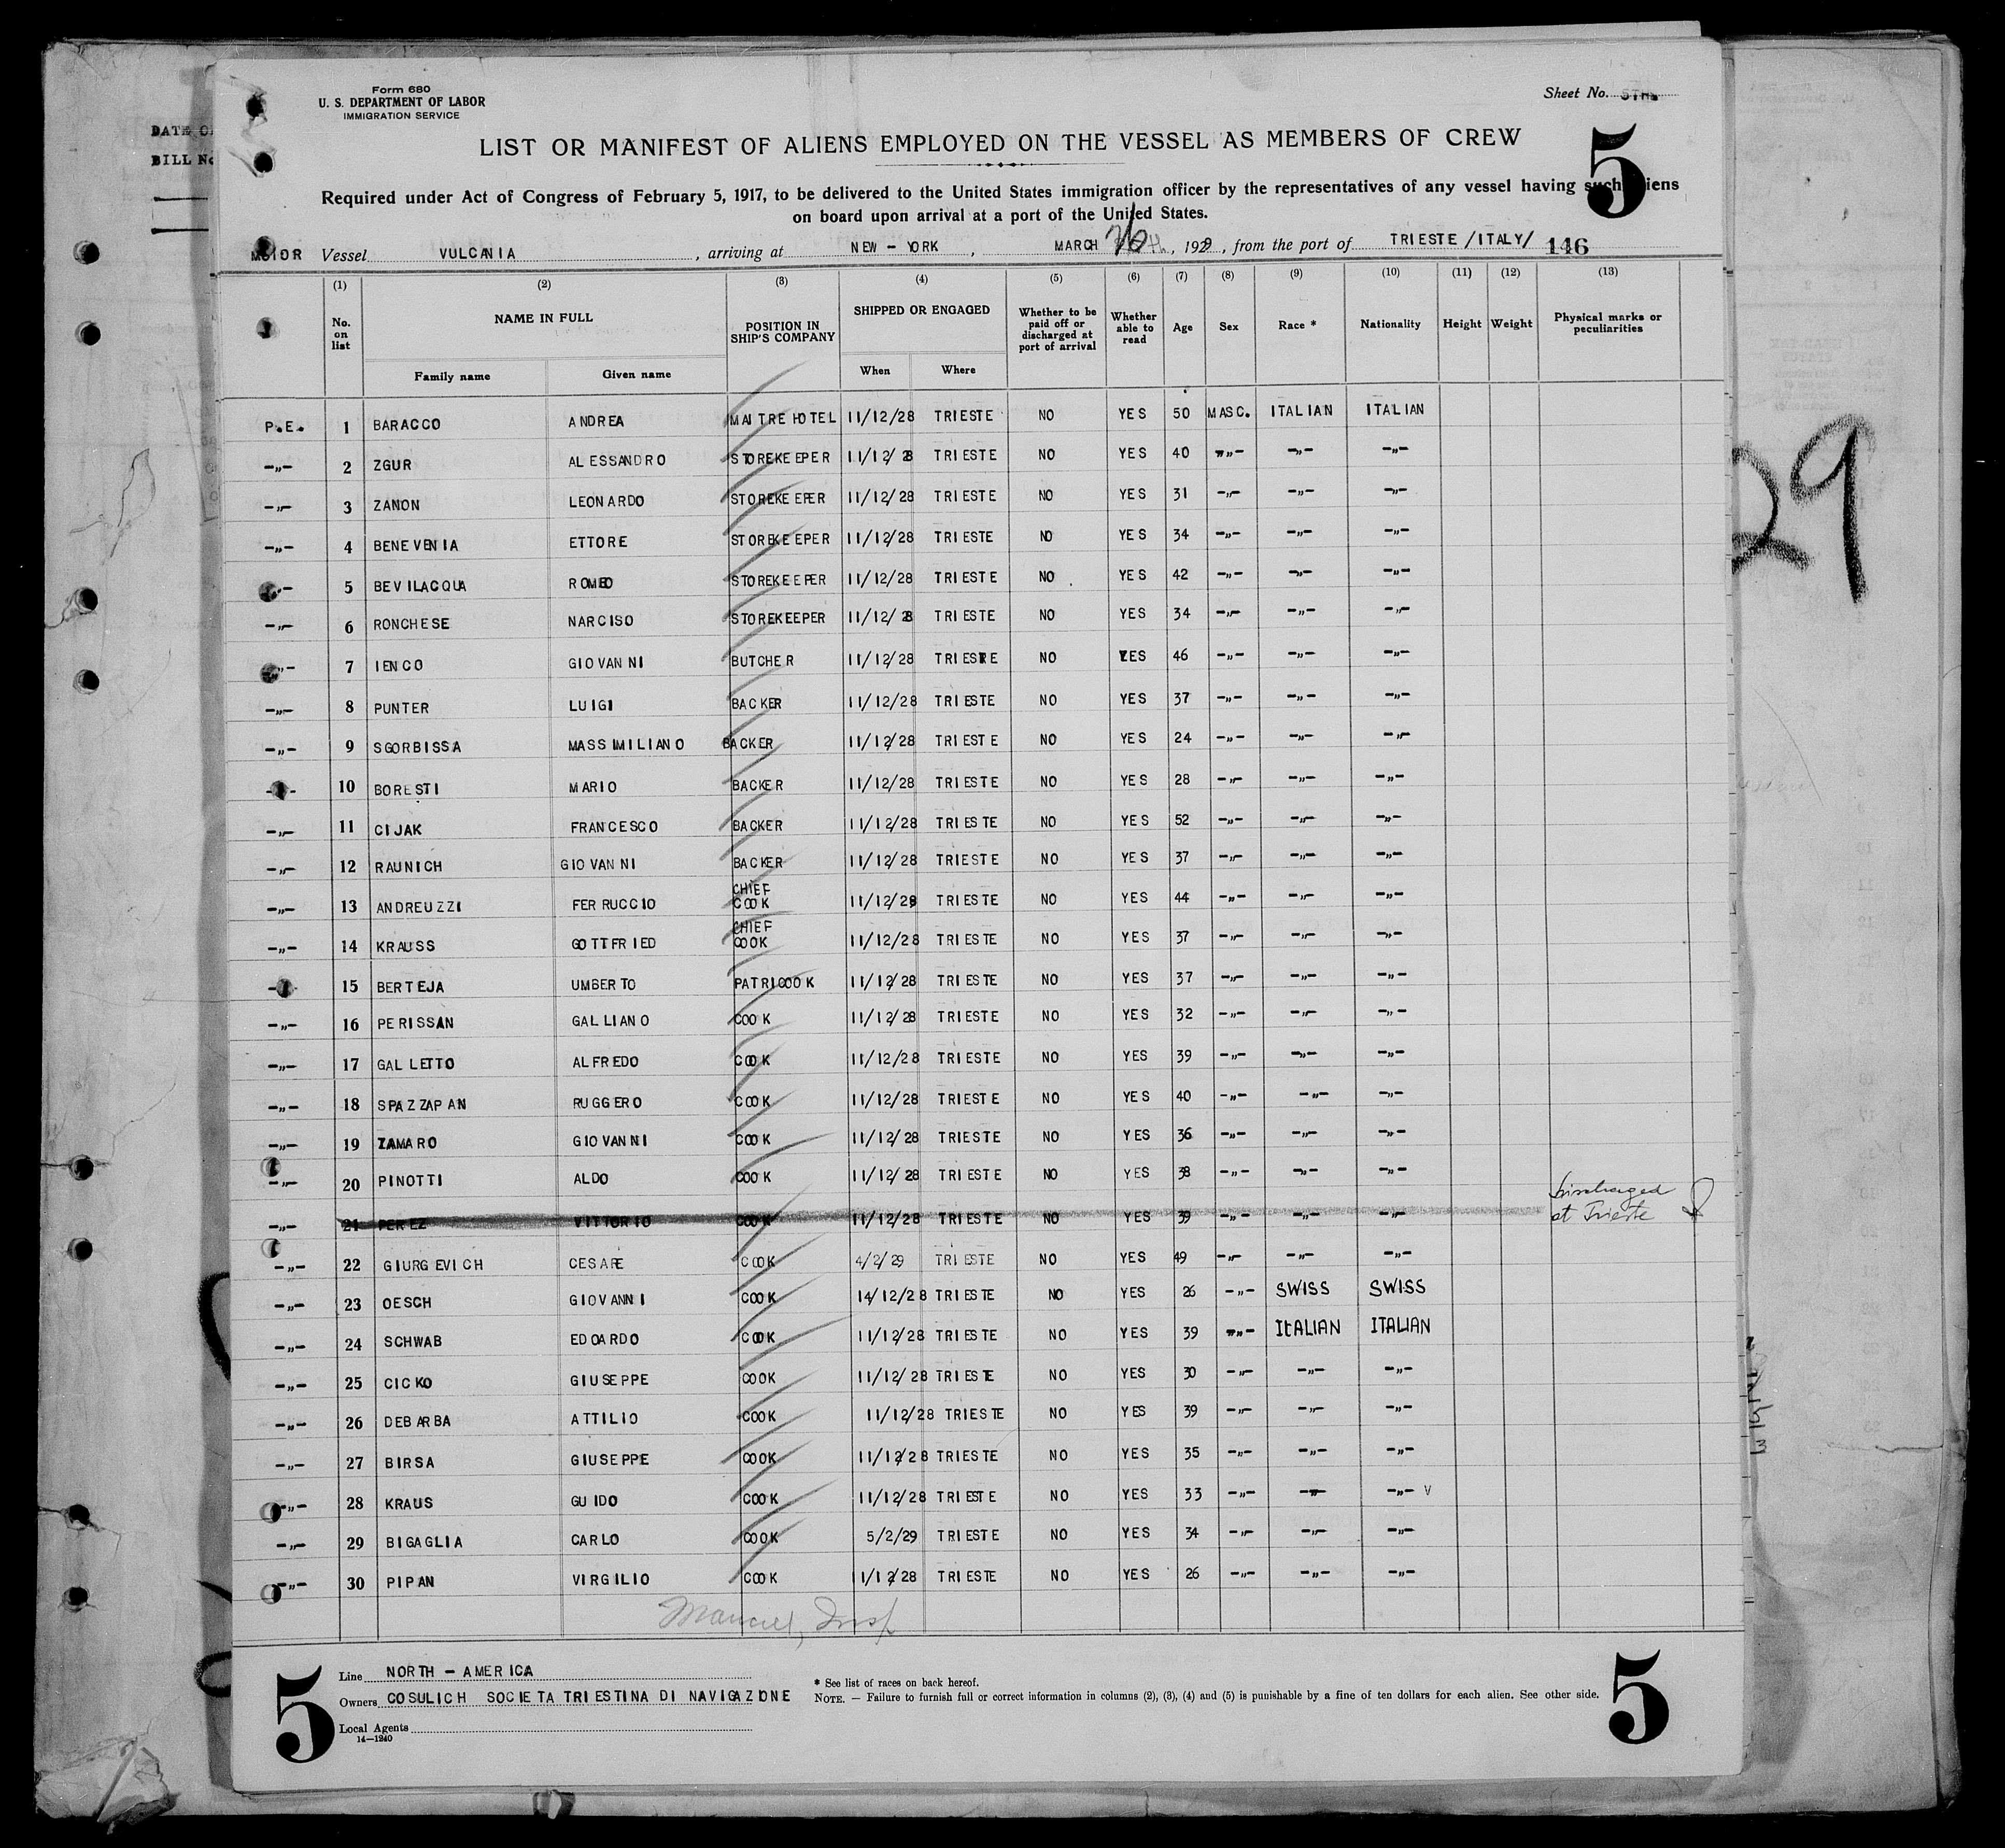 DATE O
BILL No
Form 680
U. S. DEPARTMENT OF LABOR
IMMIGRATION SERVICE
Sheet No. 5TH.
LIST OR MANIFEST OF ALIENS EMPLOYED ON THE VESSEL AS MEMBERS OF CREW
5
Required under Act of Congress of February 5, 1917, to be delivered to the United States immigration officer by the representatives of any vessel having such aliens
on board upon arrival at a port of the United States.
MOTOR Vessel VULCANIA , arriving at NEW-YORK , MARCH th, 1929 , from the port of TRIESTE /ITALY/ 146
(1) (2) (3) (4) (5) (6) (7) (8) (9) (10) (11) (12) (13)
No. on list NAME IN FULL POSITION IN SHIP'S COMPANY SHIPPED OR ENGAGED Whether to be paid off or discharged at port of arrival Whether able to read Age Sex Race * Nationality Height Weight Physical marks or peculiarities
Family name Given name When Where
P.E. 1 BARACCO ANDREA MAITRE HOTEL 11/12/28 TRIESTE NO YES 50 MASC. ITALIAN ITALIAN
-"- 2 ZGUR ALESSANDRO STOREKEEPER 11/12/28 TRIESTE NO YES 40 -"- -"- -"-
-"- 3 ZANON LEONARDO STOREKEEPER 11/12/28 TRIESTE NO YES 31 -"- -"- -"-
-"- 4 BENEVENIA ETTORE STOREKEEPER 11/12/28 TRIESTE NO YES 34 -"- -"- -"-
-"- 5 BEVILACQUA ROMEO STOREKEEPER 11/12/28 TRIESTE NO YES 42 -"- -"- -"-
-"- 6 RONCHESE NARCISO STOREKEEPER 11/12/28 TRIESTE NO YES 34 -"- -"- -"-
-"- 7 IENCO GIOVANNI BUTCHER 11/12/28 TRIESTE NO YES 46 -"- -"- -"-
-"- 8 PUNTER LUIGI BACKER 11/12/28 TRIESTE NO YES 37 -"- -"- -"-
-"- 9 SGORBISSA MASSIMILIANO BACKER 11/12/28 TRIESTE NO YES 24 -"- -"- -"-
-"- 10 BORESTI MARIO BACKER 11/12/28 TRIESTE NO YES 28 -"- -"- -"-
-"- 11 CIJAK FRANCESCO BACKER 11/12/28 TRIESTE NO YES 52 -"- -"- -"-
-"- 12 RAUNICH GIOVANNI BACKER 11/12/28 TRIESTE NO YES 37 -"- -"- -"-
-"- 13 ANDREUZZI FERRUCCIO CHIEF COOK 11/12/28 TRIESTE NO YES 44 -"- -"- -"-
-"- 14 KRAUSS GOTTFRIED CHIEF COOK 11/12/28 TRIESTE NO YES 37 -"- -"- -"-
-"- 15 BERTEJA UMBERTO PATRICOOK 11/12/28 TRIESTE NO YES 37 -"- -"- -"-
-"- 16 PERISSAN GALLIANO COOK 11/12/28 TRIESTE NO YES 32 -"- -"- -"-
-"- 17 GALLETTO ALFREDO COOK 11/12/28 TRIESTE NO YES 39 -"- -"- -"-
-"- 18 SPAZZAPAN RUGGERO COOK 11/12/28 TRIESTE NO YES 40 -"- -"- -"-
-"- 19 ZAMARO GIOVANNI COOK 11/12/28 TRIESTE NO YES 36 -"- -"- -"-
-"- 20 PINOTTI ALDO COOK 11/12/28 TRIESTE NO YES 38 -"- -"- -"-
-"- 21 PEREZ VITTORIO COOK 11/12/28 TRIESTE NO YES 39 -"- -"- -"- Discharged at Trieste
-"- 22 GIURGEVICH CESARE COOK 4/2/29 TRIESTE NO YES 49 -"- -"- -"-
-"- 23 OESCH GIOVANNI COOK 14/12/28 TRIESTE NO YES 26 -"- SWISS SWISS
-"- 24 SCHWAB EDOARDO COOK 11/12/28 TRIESTE NO YES 39 -"- ITALIAN ITALIAN
-"- 25 CICKO GIUSEPPE COOK 11/12/28 TRIESTE NO YES 30 -"- -"- -"-
-"- 26 DEBARBA ATTILIO COOK 11/12/28 TRIESTE NO YES 39 -"- -"- -"-
-"- 27 BIRSA GIUSEPPE COOK 11/12/28 TRIESTE NO YES 35 -"- -"- -"-
-"- 28 KRAUS GUIDO COOK 11/12/28 TRIESTE NO YES 33 -"- -"- -"- V
-"- 29 BIGAGLIA CARLO COOK 5/2/29 TRIESTE NO YES 34 -"- -"- -"-
-"- 30 PIPAN VIRGILIO COOK 11/12/28 TRIESTE NO YES 26 -"- -"- -"-
Insp
5
Line NORTH - AMERICA
Owners COSULICH SOCIETA TRIESTINA DI NAVIGAZIONE
Local Agents
14-1240
* See list of races on back hereof.
NOTE. — Failure to furnish full or correct information in columns (2), (3), (4) and (5) is punishable by a fine of ten dollars for each alien. See other side.
5
29